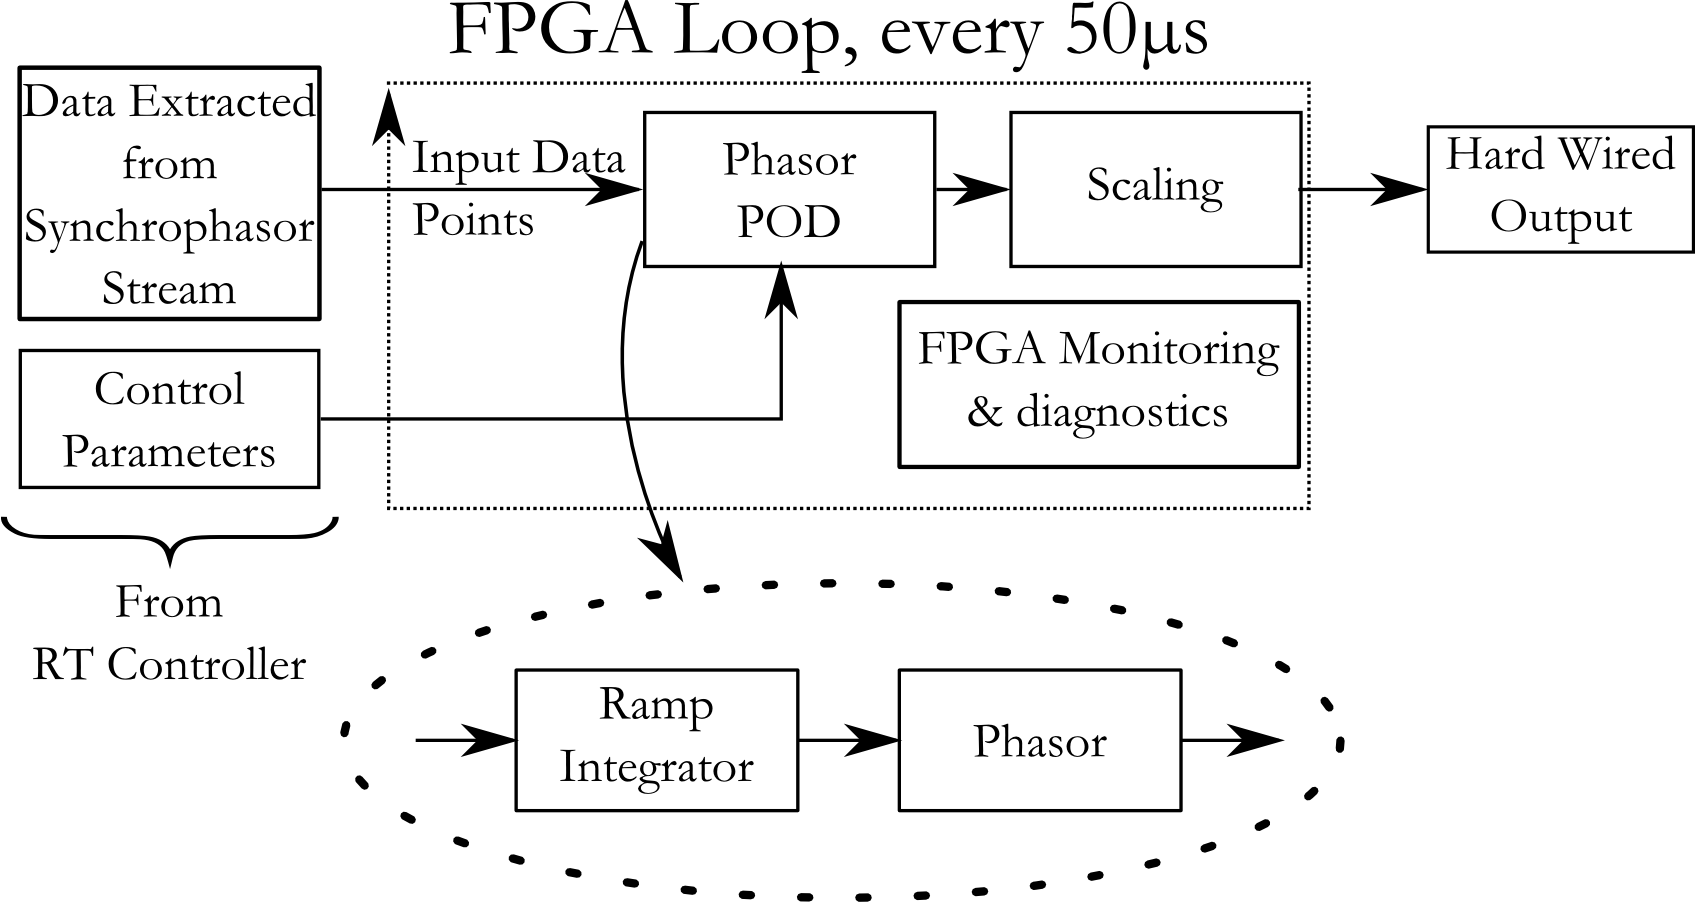 FPGA Loop, every 50µs
Data Extracted
from
Synchrophasor
Stream
Input Data
Points
Phasor
POD
Scaling
Hard Wired
Output
Control
Parameters
FPGA Monitoring
& diagnostics
From
RT Controller
Ramp
Integrator
Phasor